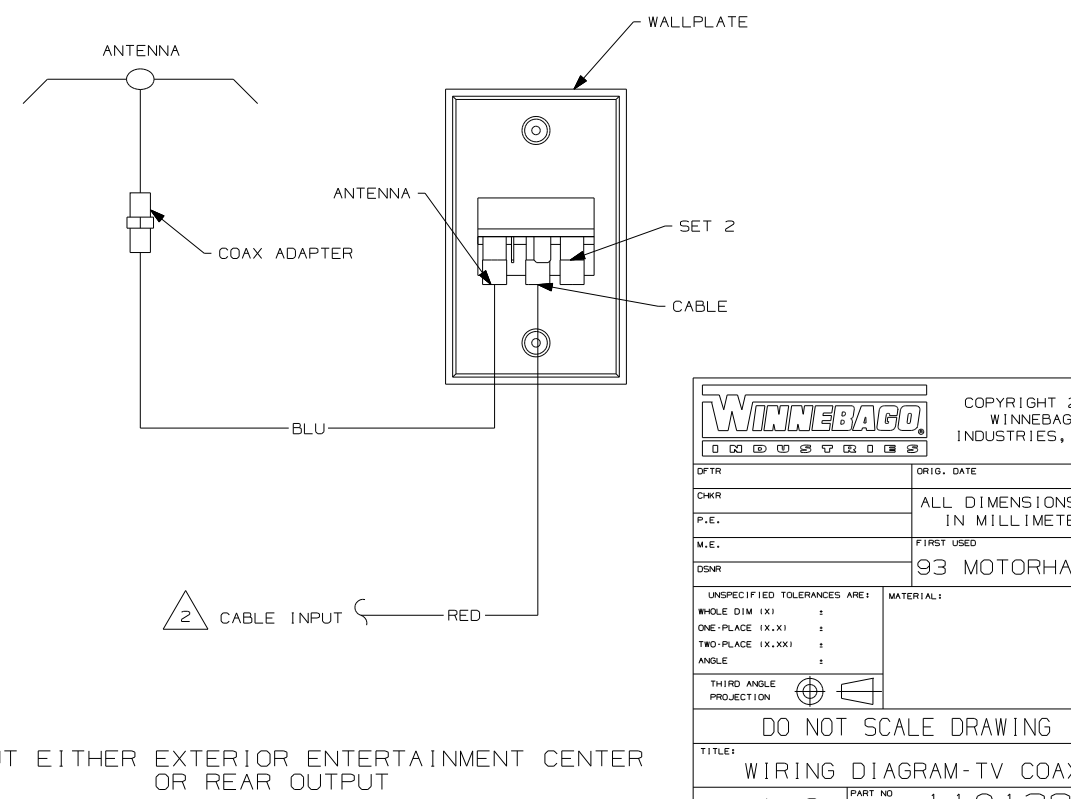 WALLPLATE
ANTENNA
ANTENNA
SET 2
COAX ADAPTER
CABLE
BLU
2 CABLE INPUT
RED
EITHER EXTERIOR ENTERTAINMENT CENTER
OR REAR OUTPUT
WINNEBAGO®
INDUSTRIES
COPYRIGHT
INDUSTRIES,
DFTR
ORIG. DATE
CHKR
ALL DIMENSIONS
IN
P.E.
M.E.
FIRST USED
93
DSNR
UNSPECIFIED TOLERANCES ARE:
MATERIAL:
WHOLE DIM (X) ±
ONE-PLACE (X.X) ±
TWO-PLACE (X.XX) ±
ANGLE ±
THIRD ANGLE
PROJECTION
DO NOT SCALE DRAWING
TITLE:
WIRING DIAGRAM-TV COAX
PART NO